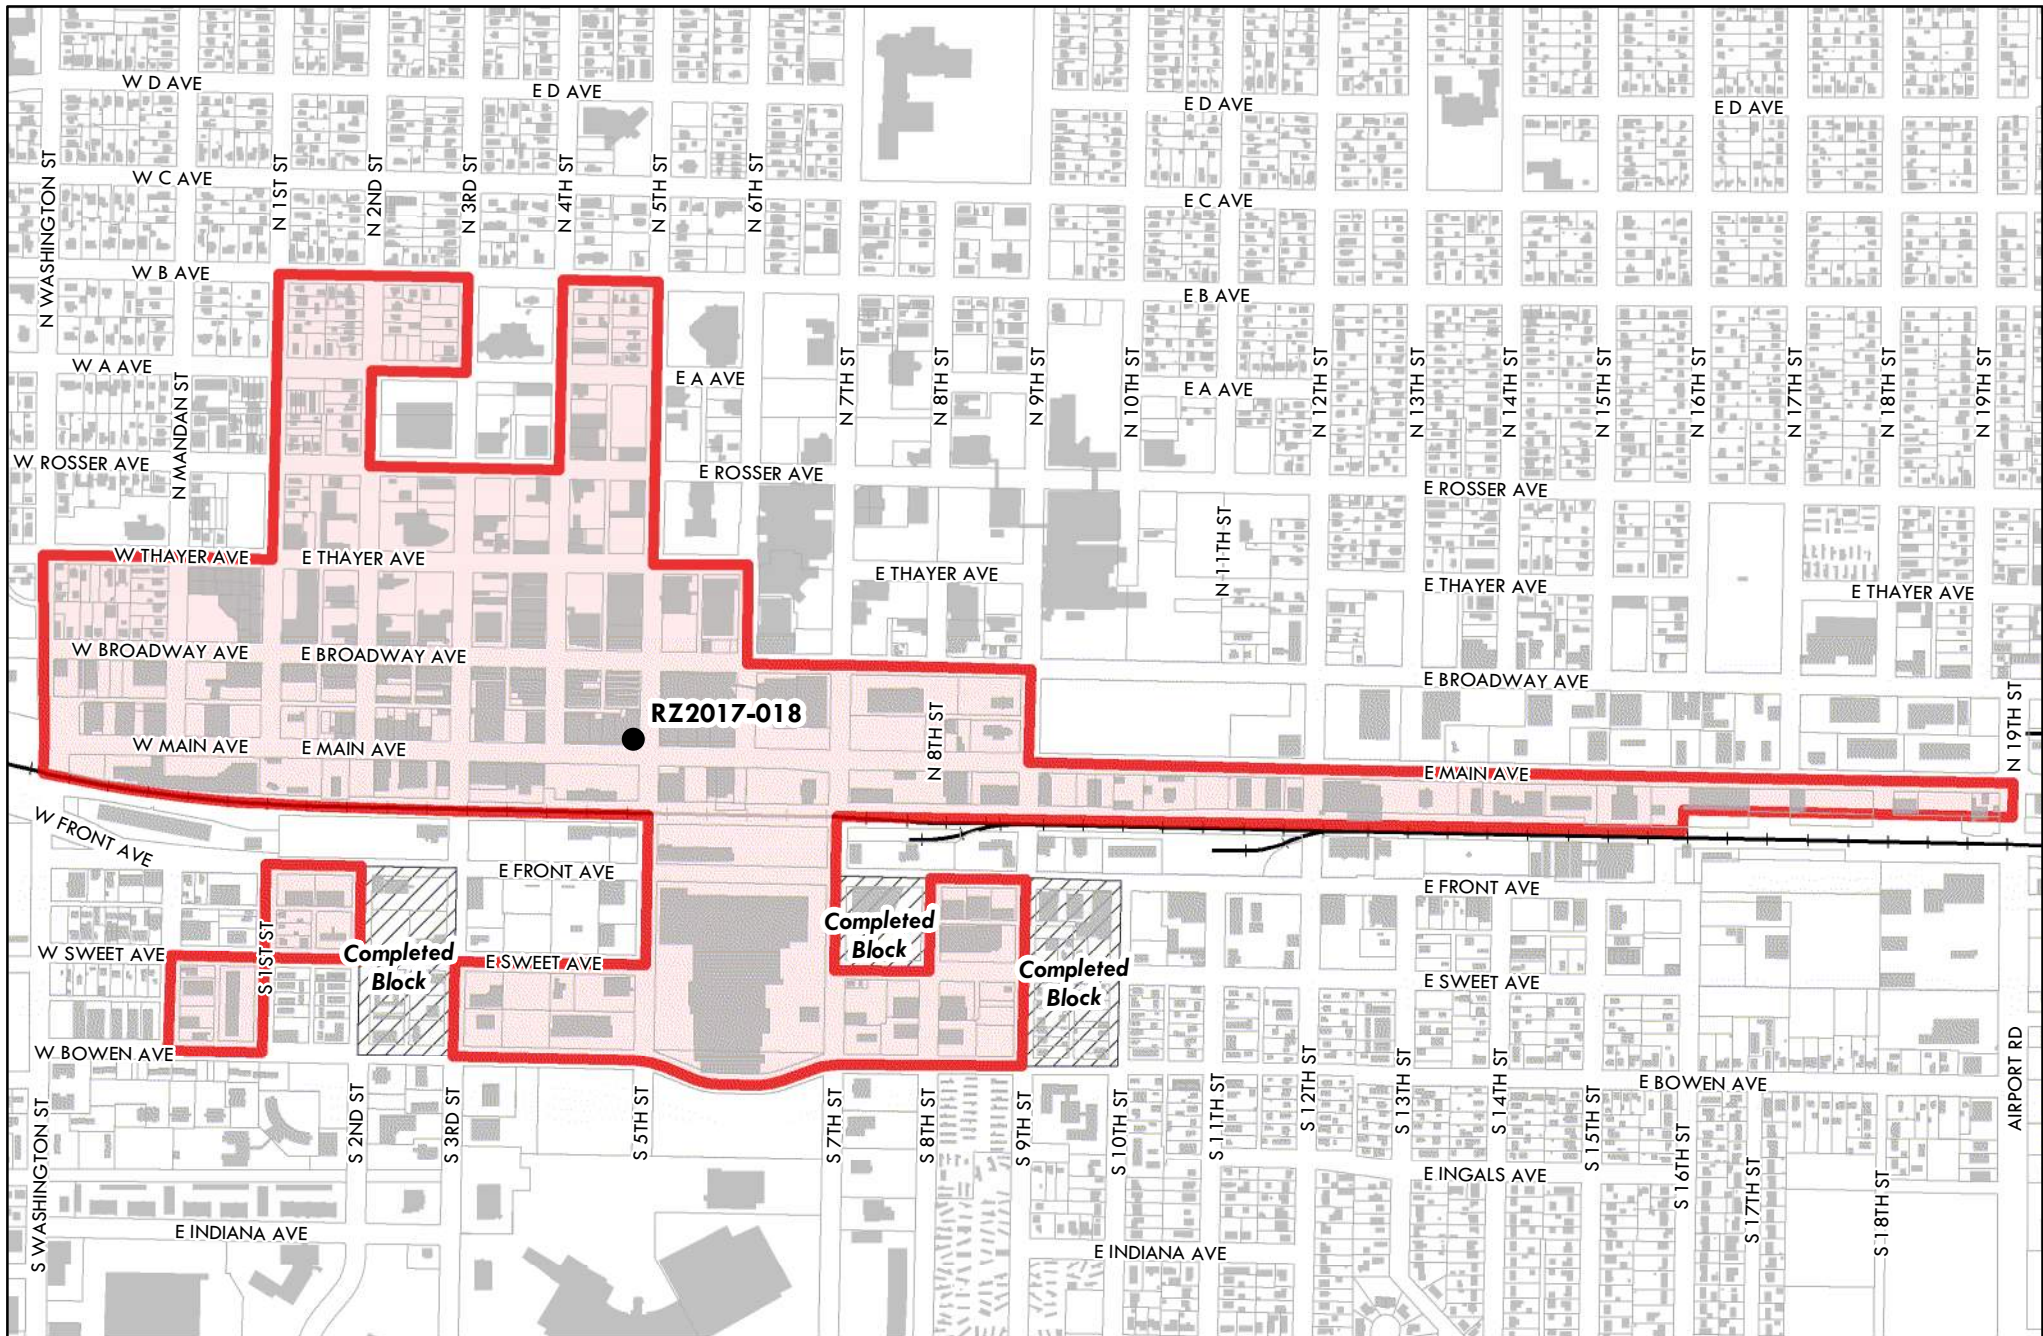 W D AVE
E D AVE
E D AVE
E D AVE
N WASHINGTON ST
W C AVE
N 1ST ST
N 2ND ST
N 3RD ST
N 4TH ST
N 5TH ST
N 6TH ST
E C AVE
W B AVE
E B AVE
W A AVE
N MANDAN ST
E A AVE
N 7TH ST
N 8TH ST
N 9TH ST
E A AVE
N 10TH ST
N 12TH ST
N 13TH ST
N 14TH ST
N 15TH ST
N 16TH ST
N 17TH ST
N 18TH ST
N 19TH ST
W ROSSER AVE
E ROSSER AVE
E ROSSER AVE
N 11TH ST
W THAYER AVE
E THAYER AVE
E THAYER AVE
E THAYER AVE
E THAYER AVE
W BROADWAY AVE
E BROADWAY AVE
E BROADWAY AVE
RZ2017-018
N 8TH ST
N 19TH ST
W MAIN AVE
E MAIN AVE
E MAIN AVE
W FRONT AVE
E FRONT AVE
E FRONT AVE
S 1ST ST
Completed
Block
W SWEET AVE
Completed
Block
E SWEET AVE
Completed
Block
E SWEET AVE
W BOWEN AVE
E BOWEN AVE
AIRPORT RD
S WASHINGTON ST
S 2ND ST
S 3RD ST
S 5TH ST
S 7TH ST
S 8TH ST
S 9TH ST
S 10TH ST
S 11TH ST
S 12TH ST
S 13TH ST
S 14TH ST
S 15TH ST
S 16TH ST
S 17TH ST
S 18TH ST
E INGALS AVE
E INDIANA AVE
E INDIANA AVE